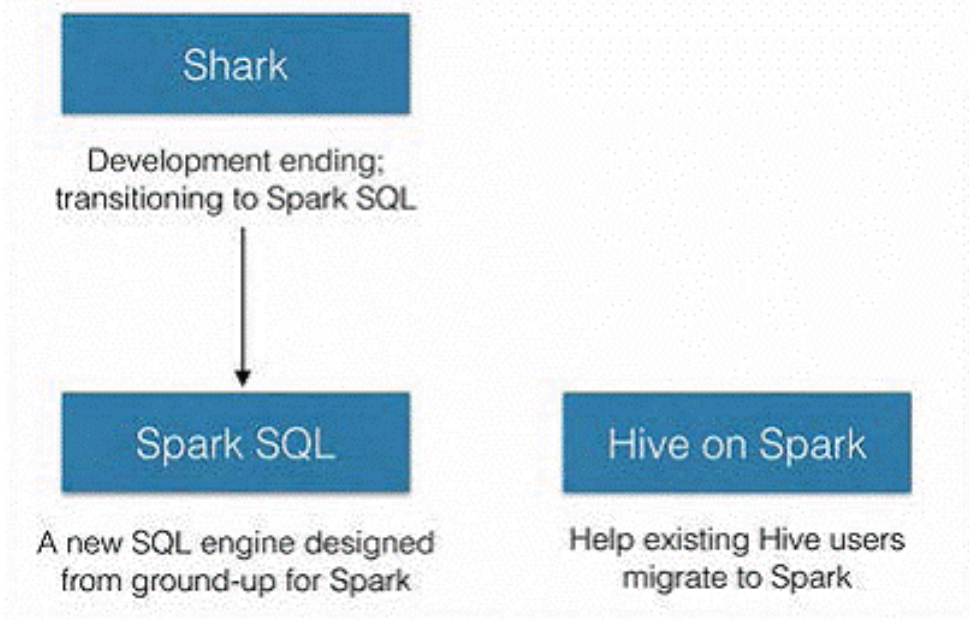 Shark
Development ending;
transitioning to Spark SQL
Spark SQL
A new SQL engine designed
from ground-up for Spark
Hive on Spark
Help existing Hive users
migrate to Spark